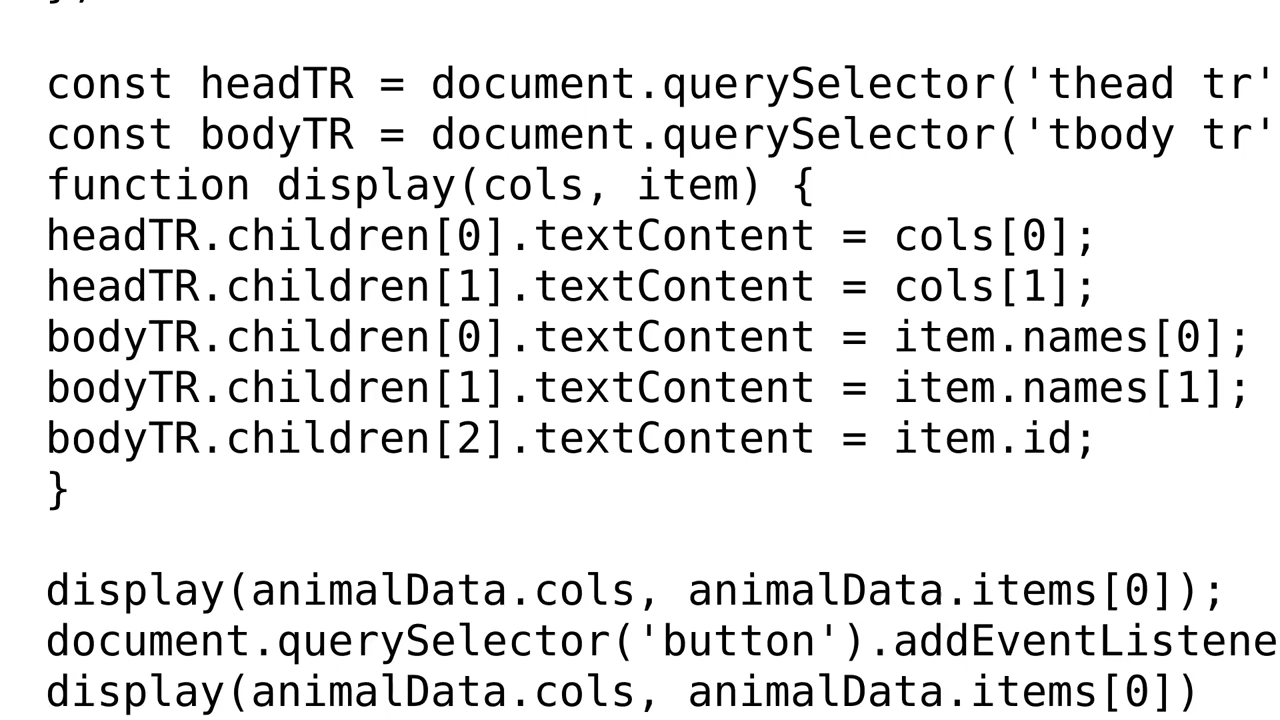 const headTR = document.querySelector('thead tr'
const bodyTR = document.querySelector('tbody tr'
function display(cols, item) {
headTR.children[0].textContent = cols[0];
headTR.children[1].textContent = cols[1];
bodyTR.children[0].textContent = item.names[0];
bodyTR.children[1].textContent = item.names[1];
bodyTR.children[2].textContent = item.id;
}
display(animalData.cols, animalData.items[0]);
document.querySelector('button').addEventListene
display(animalData.cols, animalData.items[0])